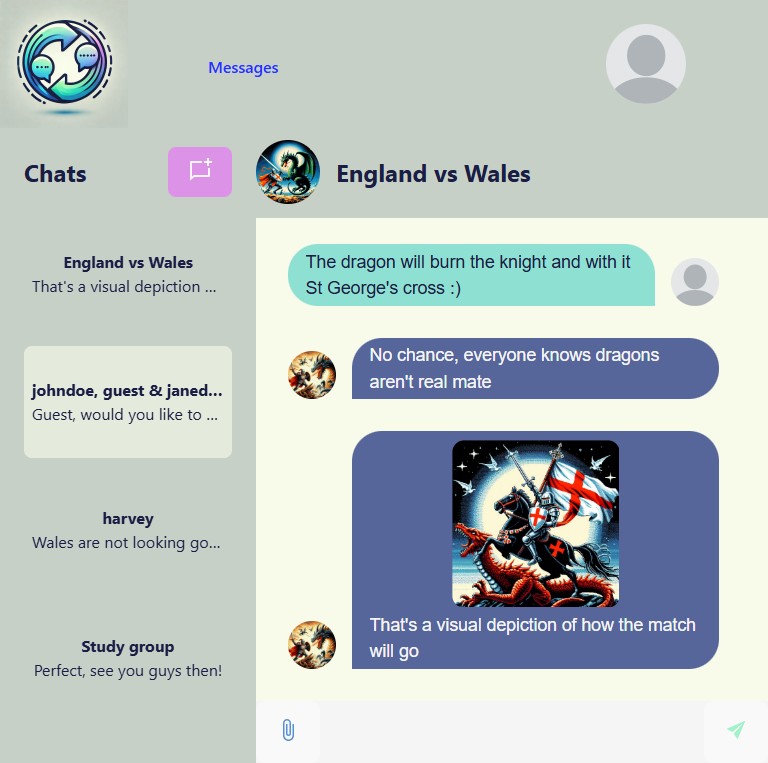 Messages
Chats
England vs Wales
England vs Wales
That's a visual depiction ...
johndoe, guest & janed...
Guest, would you like to ...
harvey
Wales are not looking go...
Study group
Perfect, see you guys then!
The dragon will burn the knight and with it
St George's cross :)
No chance, everyone knows dragons
aren't real mate
That's a visual depiction of how the match
will go